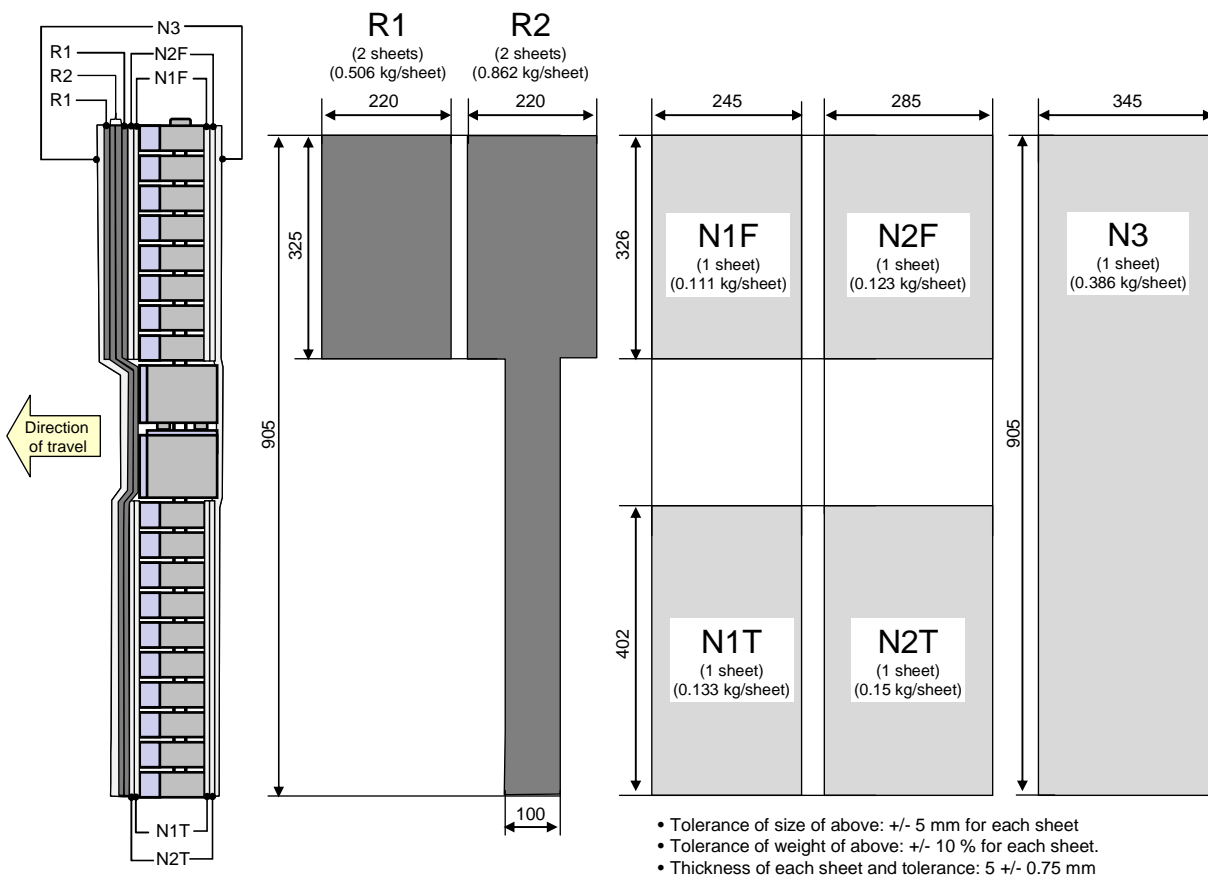 N3
R1
N2F
R2
N1F
R1
Direction
of travel
N1T
N2T
R1
(2 sheets)
(0.506 kg/sheet)
220
325
905
R2
(2 sheets)
(0.862 kg/sheet)
220
100
245
326
N1F
(1 sheet)
(0.111 kg/sheet)
285
N2F
(1 sheet)
(0.123 kg/sheet)
402
N1T
(1 sheet)
(0.133 kg/sheet)
N2T
(1 sheet)
(0.15 kg/sheet)
345
905
N3
(1 sheet)
(0.386 kg/sheet)
• Tolerance of size of above: +/- 5 mm for each sheet
• Tolerance of weight of above: +/- 10 % for each sheet.
• Thickness of each sheet and tolerance: 5 +/- 0.75 mm